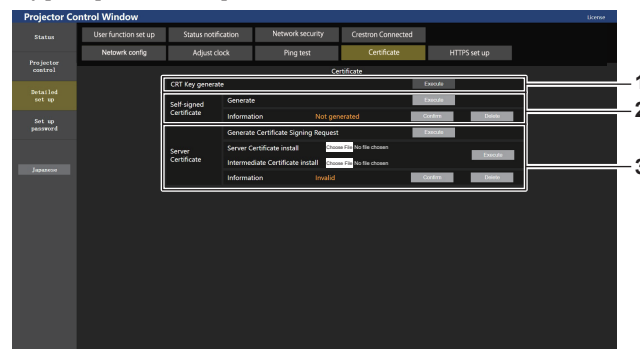 Projector Control Window
License
Status
User function set up
Status notification
Network security
Crestron Connected
Netowrk config
Adjust clock
Ping test
Certificate
HTTPS set up
Projector
control
Detailed
set up
Set up
password
Japanese
Certificate
CRT Key generate
Execute
1
Self-signed
Certificate
Generate
Execute
2
Information
Not generated
Confirm
Delete
Server
Certificate
Generate Certificate Signing Request
Execute
Server Certificate install
Choose File No file chosen
Intermediate Certificate install
Choose File No file chosen
Execute
3
Information
Invalid
Confirm
Delete